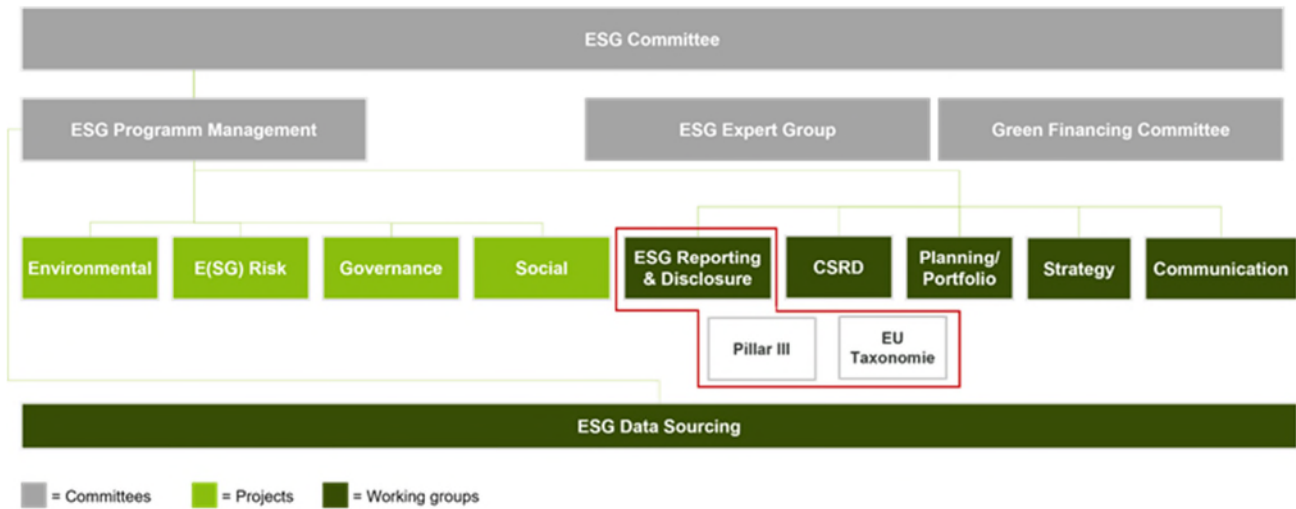 ESG Committee
ESG Programm Management
ESG Expert Group
Green Financing Committee
Environmental
E(SG) Risk
Governance
Social
ESG Reporting
& Disclosure
CSRD
Planning/
Portfolio
Strategy
Communication
Pillar III
EU
Taxonomie
ESG Data Sourcing
= Committees
= Projects
= Working groups